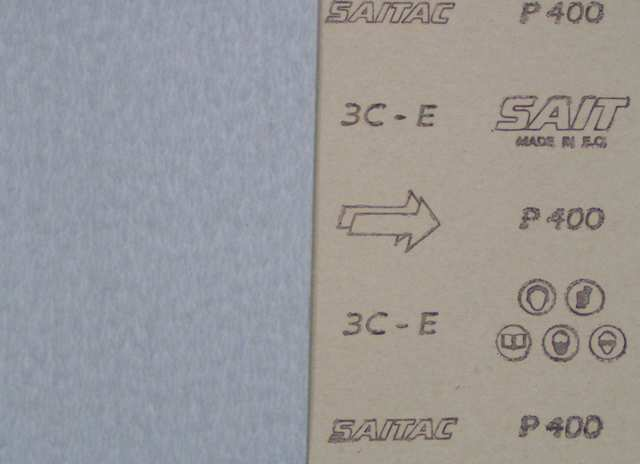 SAITAC P 400
3C - E SAIT
MADE IN E.C.
P 400
3C - E
SAITAC P 400